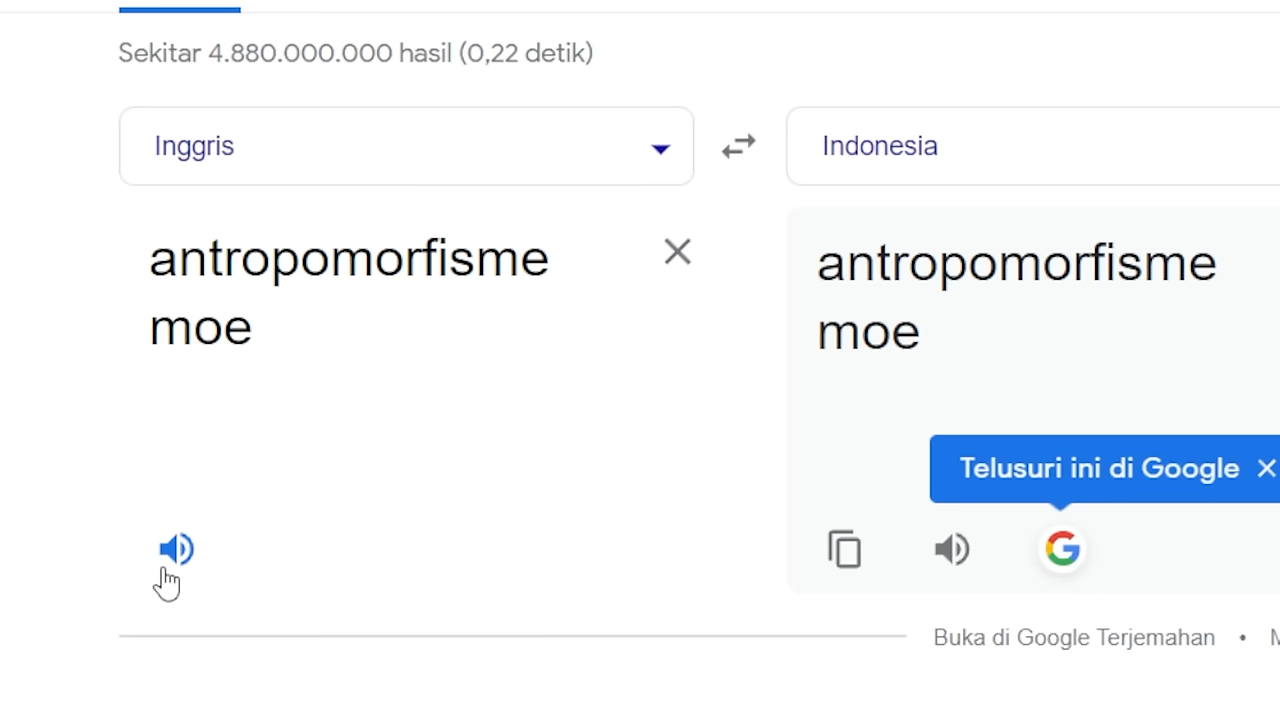 Sekitar 4.880.000.000 hasil (0,22 detik)
Inggris
Indonesia
antropomorfisme
moe
antropomorfisme
moe
Telusuri ini di Google
Buka di Google Terjemahan •